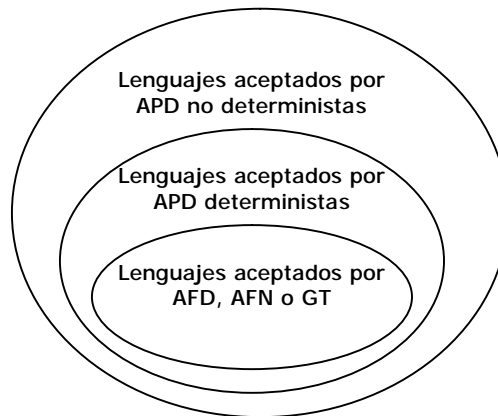 Lenguajes aceptados por
APD no deterministas
Lenguajes aceptados por
APD deterministas
Lenguajes aceptados por
AFD, AFN o GT